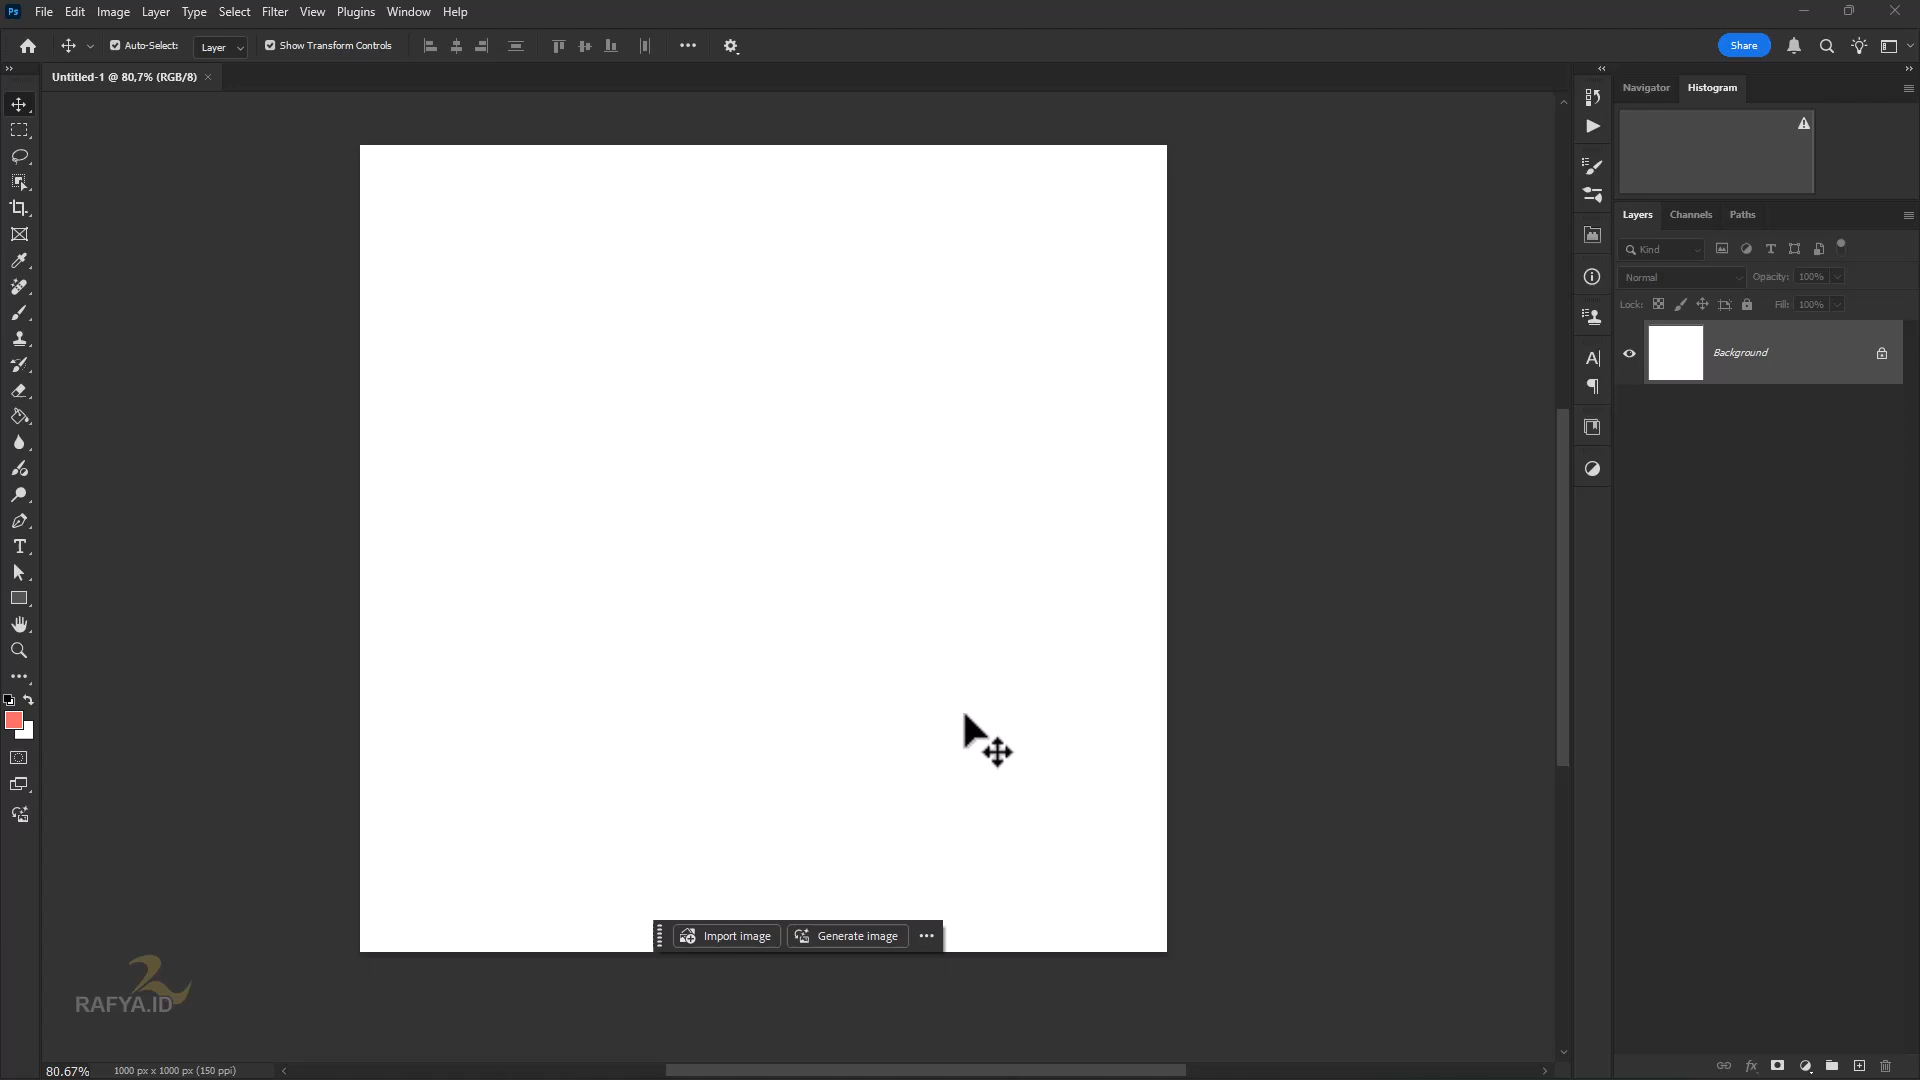 Ps File Edit Image Layer Type Select Filter View Plugins Window Help
Auto-Select: Layer Show Transform Controls Share
Untitled-1 @ 80,7% (RGB/8)
Navigator Histogram
Layers Channels Paths
Kind
Normal Opacity: 100%
Lock: Fill: 100%
Background
Import image Generate image
2
RAFYA.ID
80.67% 1000 px x 1000 px (150 ppi)